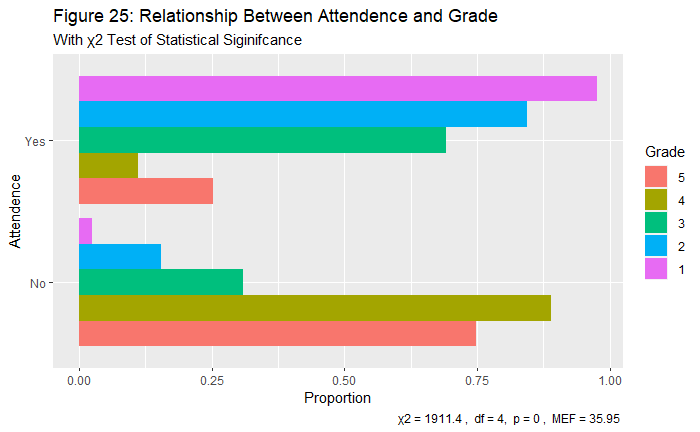 Figure 25: Relationship Between Attendence and Grade
With χ2 Test of Statistical Siginifcance
Yes
No
Attendence
0.00 0.25 0.50 0.75 1.00
Proportion
Grade
5
4
3
2
1
χ2 = 1911.4 , df = 4, p = 0 , MEF = 35.95